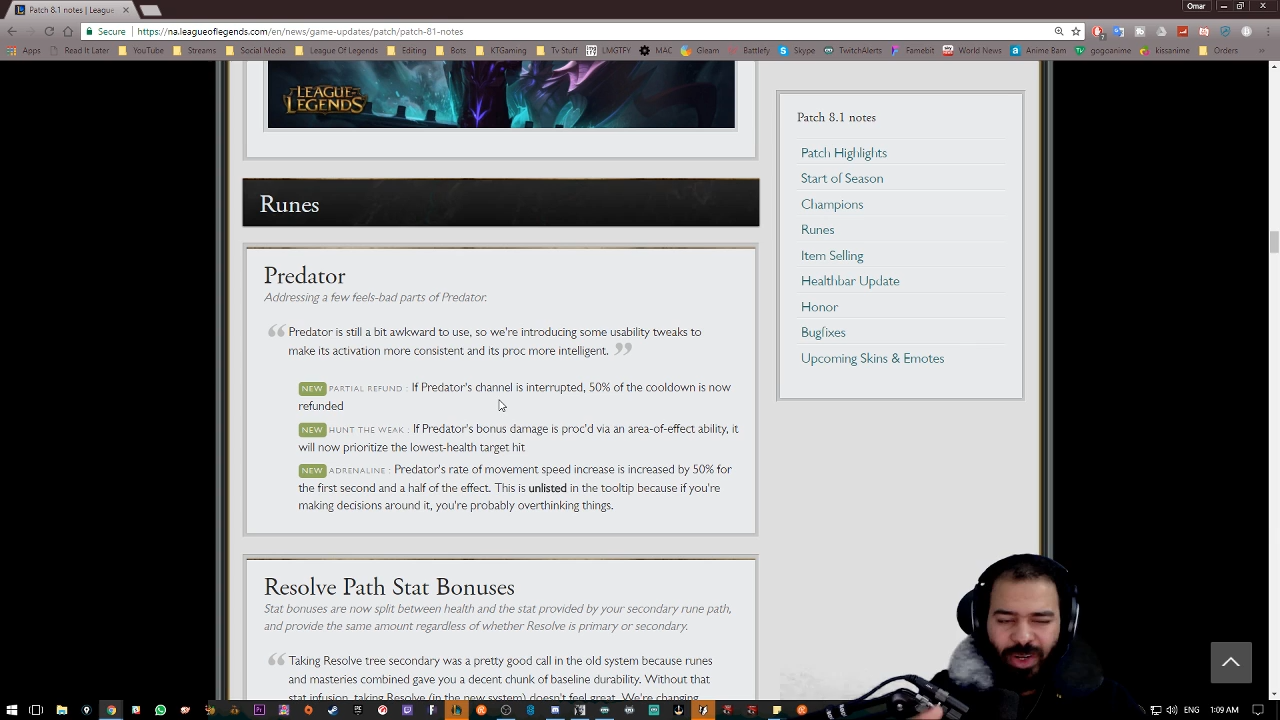 Patch 8.1 notes | League
Omar
Secure
https://na.leagueoflegends.com/en/news/game-updates/patch/patch-81-notes
Apps Read It Later YouTube Streams Social Media League Of Legends Editing Bots KTGaming Tv Stuff LMGTFY MAC Gleam Battlefy Skype TwitchAlerts Famebit World News Anime Bam gogoanime kissanime Orders
LEAGUE OF LEGENDS
Runes
Predator
Addressing a few feels-bad parts of Predator.
Predator is still a bit awkward to use, so we're introducing some usability tweaks to
make its activation more consistent and its proc more intelligent.
NEW PARTIAL REFUND : If Predator's channel is interrupted, 50% of the cooldown is now
refunded
NEW HUNT THE WEAK : If Predator's bonus damage is proc'd via an area-of-effect ability, it
will now prioritize the lowest-health target hit
NEW ADRENALINE : Predator's rate of movement speed increase is increased by 50% for
the first second and a half of the effect. This is unlisted in the tooltip because if you're
making decisions around it, you're probably overthinking things.
Resolve Path Stat Bonuses
Stat bonuses are now split between health and the stat provided by your secondary rune path,
and provide the same amount regardless of whether Resolve is primary or secondary.
Taking resolve tree secondary was a pretty good call in the old system because runes
and masteries combined gave you a decent chunk of baseline durability. Without that
stat infusion, taking Resolve (in the new system) doesn't feel great. We're changing
Patch 8.1 notes
Patch Highlights
Start of Season
Champions
Runes
Item Selling
Healthbar Update
Honor
Bugfixes
Upcoming Skins & Emotes
ENG 1:09 AM